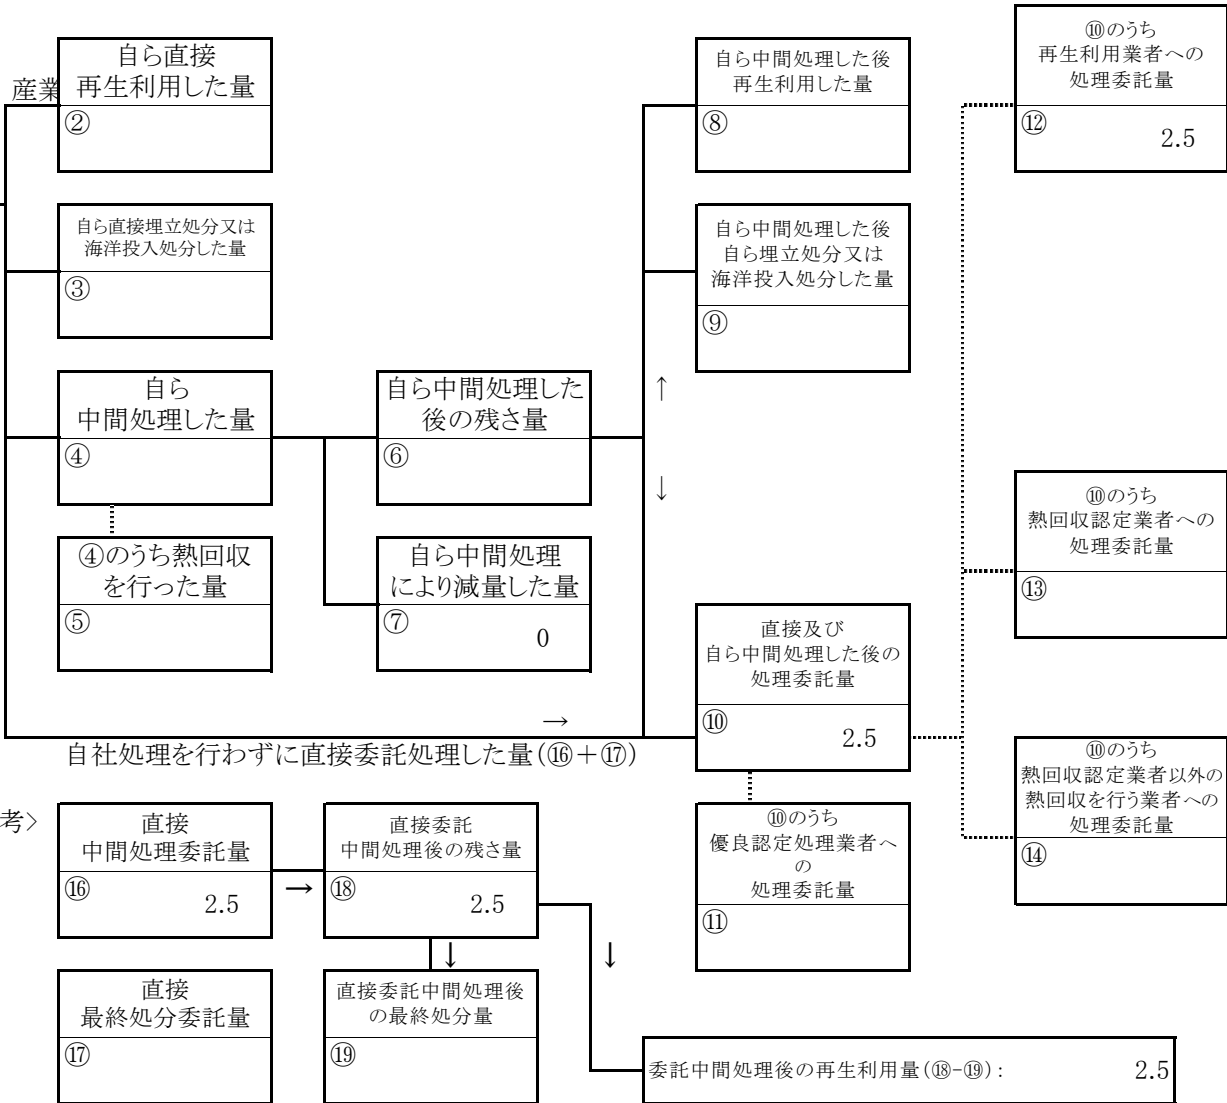 産業
自ら直接
再生利用した量
②
自ら中間処理した後
再生利用した量
⑧
⑩のうち
再生利用業者への
処理委託量
⑫
2.5
自ら直接埋立処分又は
海洋投入処分した量
③
自ら中間処理した後
自ら埋立処分又は
海洋投入処分した量
⑨
自ら
中間処理した量
④
自ら中間処理した
後の残さ量
⑥
↑
↓
⑩のうち
熱回収認定業者への
処理委託量
⑬
④のうち熱回収
を行った量
⑤
自ら中間処理
により減量した量
⑦
0
直接及び
自ら中間処理した後の
処理委託量
⑩
2.5
→
自社処理を行わずに直接委託処理した量(⑯+⑰)
⑩のうち
熱回収認定業者以外の
熱回収を行う業者への
処理委託量
⑭
考>
直接
中間処理委託量
⑯
2.5
→
直接委託
中間処理後の残さ量
⑱
2.5
⑩のうち
優良認定処理業者へ
の
処理委託量
⑪
↓
↓
直接
最終処分委託量
⑰
直接委託中間処理後
の最終処分量
⑲
委託中間処理後の再生利用量(⑱-⑲): 2.5